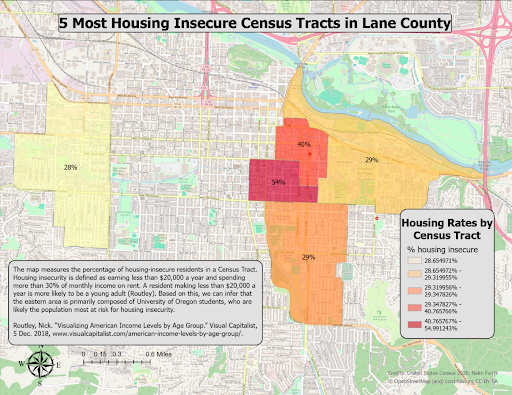 5 Most Housing Insecure Census Tracts in Lane County
28%
40%
29%
54%
29%
Housing Rates by
Census Tract
% housing insecure
28.654971%
28.654972% -
29.319955%
29.319956% -
29.347826%
29.347827% -
40.765766%
40.765767% -
54.991243%
The map measures the percentage of housing-insecure residents in a Census Tract.
Housing insecurity is defined as earning less than $20,000 a year and spending
more than 30% of monthly income on rent. A resident making less than $20,000 a
year is more likely to be a young adult (Routley). Based on this, we can infer that
the eastern area is primarily composed of University of Oregon students, who are
likely the population most at risk for housing insecurity.
Routley, Nick. "Visualizing American Income Levels by Age Group." Visual Capitalist,
5 Dec. 2018, www.visualcapitalist.com/american-income-levels-by-age-group/.
N
W
E
S
0 0.15 0.3 0.6 Miles
Credits: United States Census 2020,
© OpenStreetMap (and) contributors, CC-BY-SA